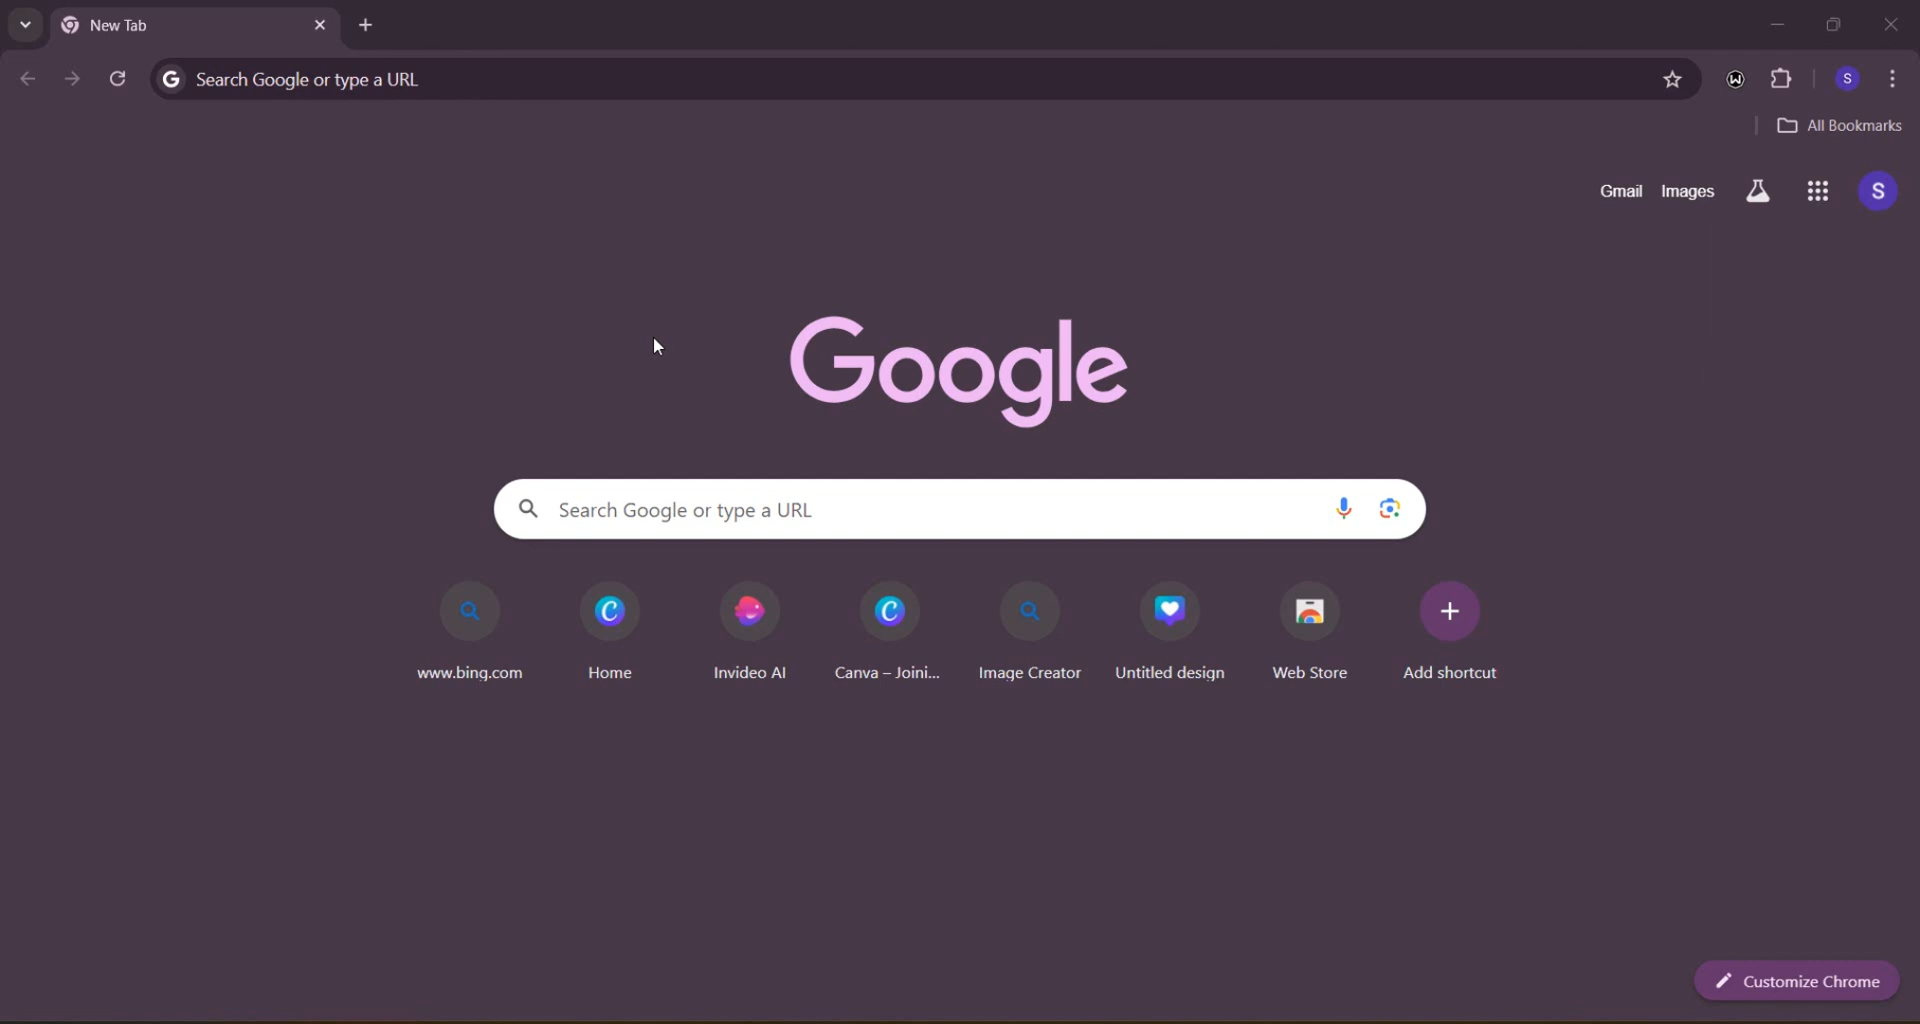 New Tab
Search Google or type a URL
S
All Bookmarks
Gmail Images
S
Google
Search Google or type a URL
www.bing.com Home Invideo AI Canva – Joini... Image Creator Untitled design Web Store Add shortcut
Customize Chrome